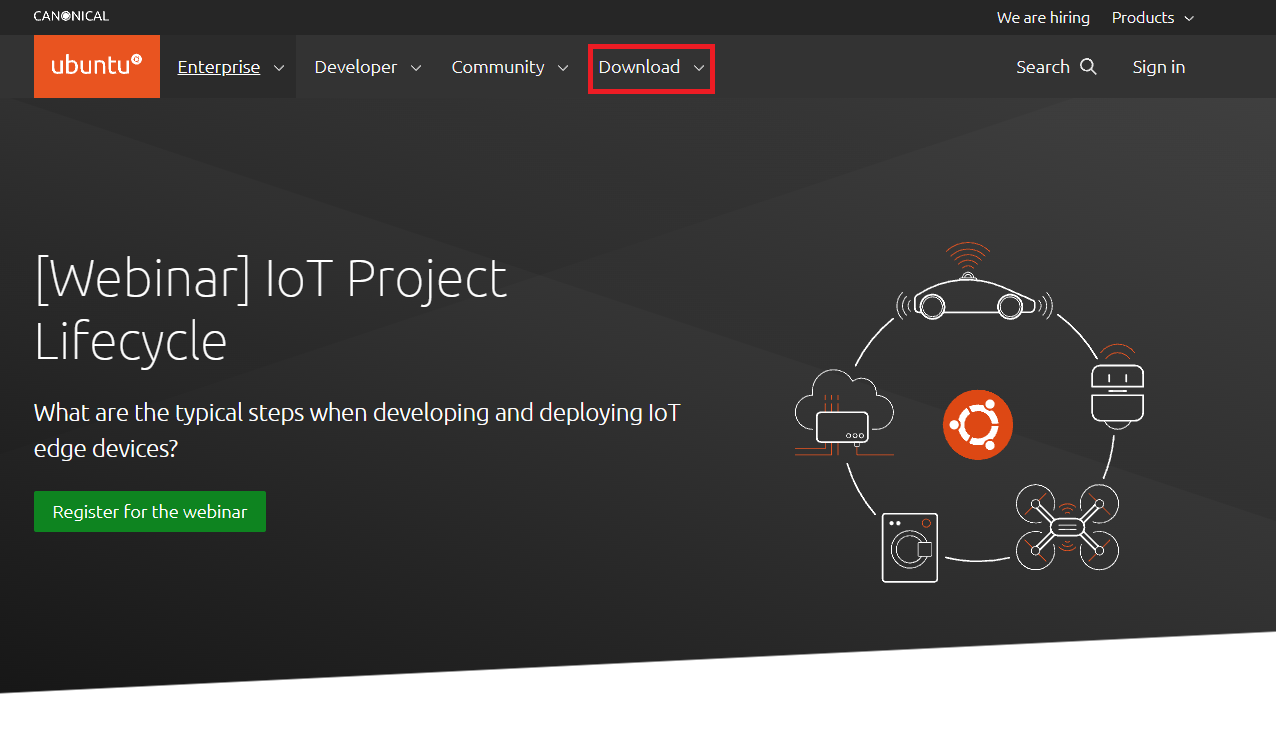 CANONICAL
We are hiring Products
ubuntu
Enterprise Developer Community Download Search Sign in
[Webinar] IoT Project
Lifecycle
What are the typical steps when developing and deploying IoT
edge devices?
Register for the webinar